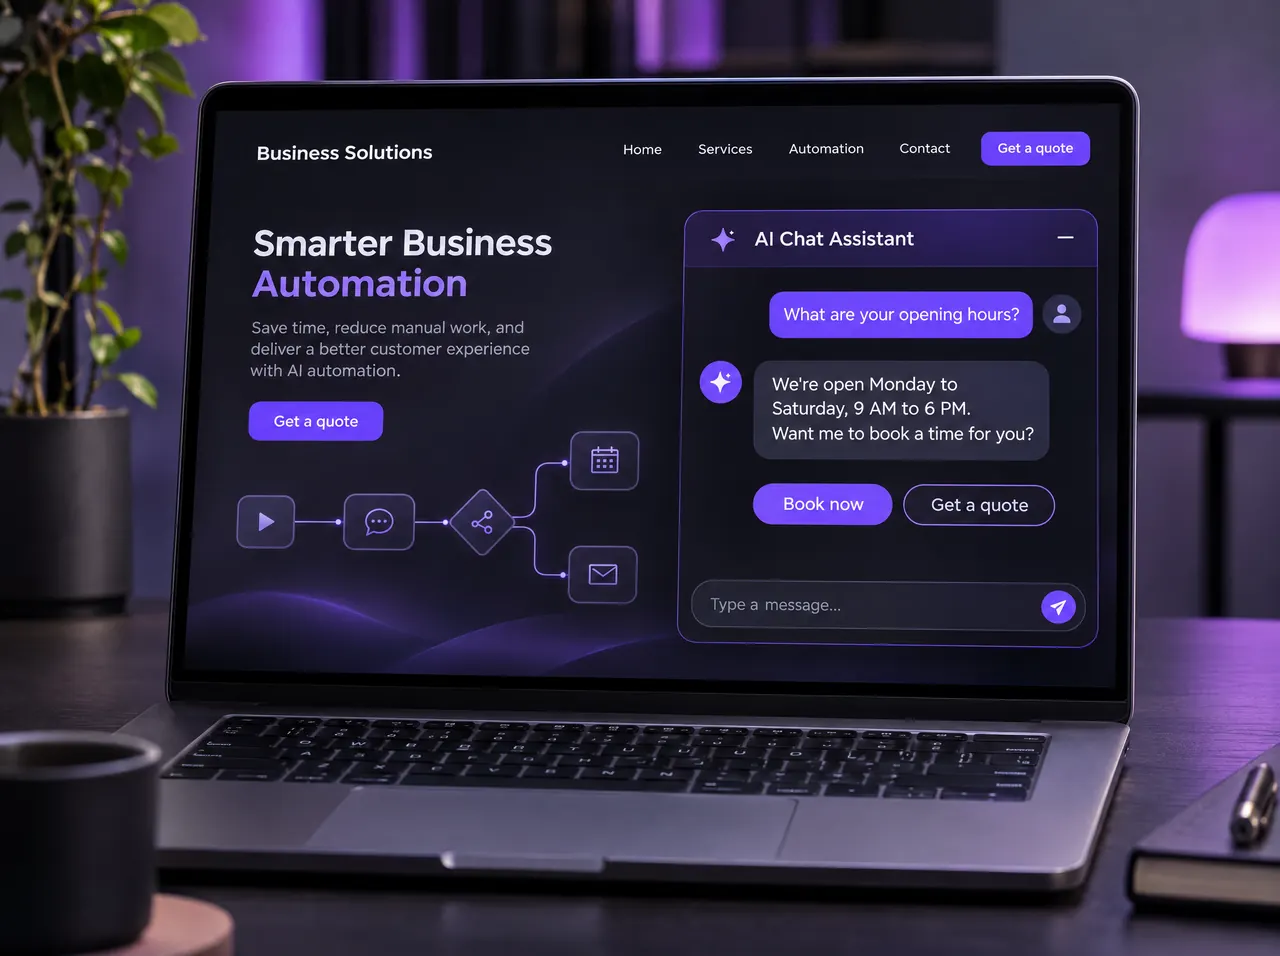 Business Solutions
Home
Services
Automation
Contact
Get a quote
Smarter Business
Automation
Save time, reduce manual work, and
deliver a better customer experience
with AI automation.
Get a quote
AI Chat Assistant
What are your opening hours?
We're open Monday to
Saturday, 9 AM to 6 PM.
Want me to book a time for you?
Book now
Get a quote
Type a message...